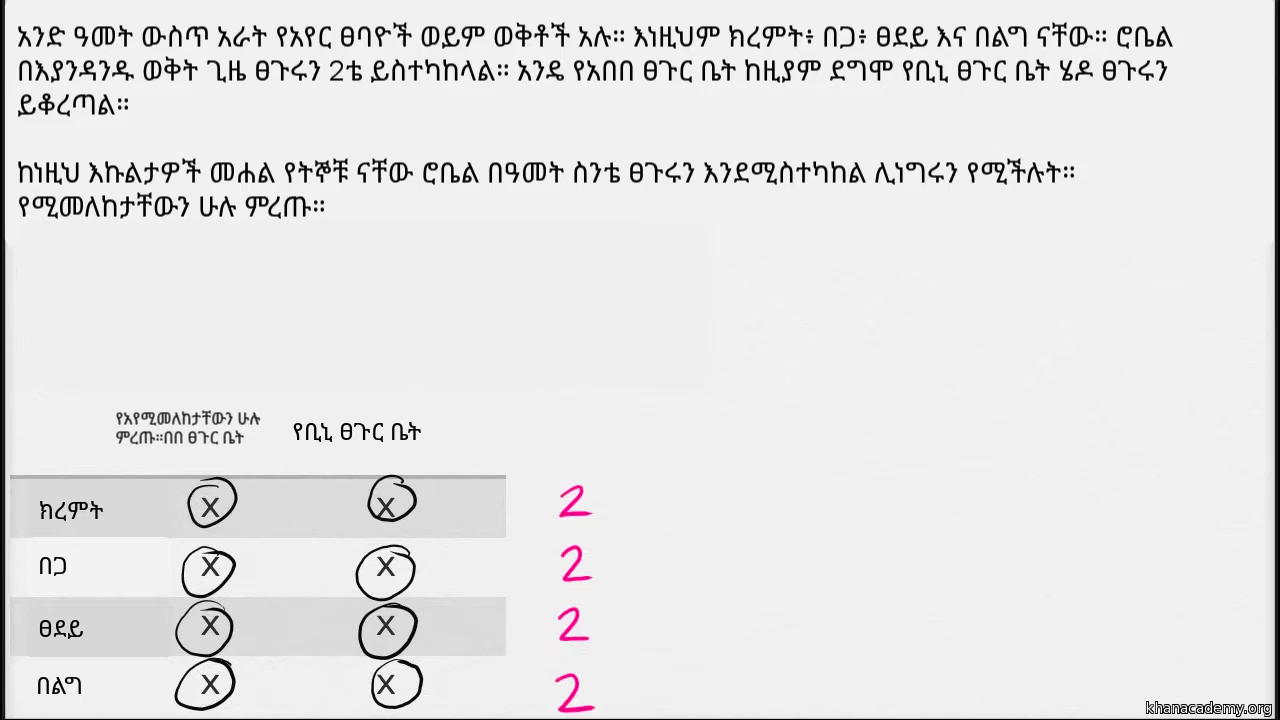 አንድ ዓመት ውስጥ አራት የአየር ፀባዮች ወይም ወቅቶች አሉ። እነዚህም ክረምት፥ በጋ፥ ፀደይ እና በልግ ናቸው። ሮቤል
በእያንዳንዱ ወቅት ጊዜ ፀጉሩን 2ቴ ይስተካከላል። አንዴ የአበበ ፀጉር ቤት ከዚያም ደግሞ የቢኒ ፀጉር ቤት ሄዶ ፀጉሩን
ይቆረጣል።
ከነዚህ እኩልታዎች መሐል የትኞቹ ናቸው ሮቤል በዓመት ስንቴ ፀጉሩን እንደሚስተካከል ሊነግሩን የሚችሉት።
የሚመለከታቸውን ሁሉ ምረጡ።
የአየሚመለከታቸውን ሁሉ
ምረጡ።በበ ፀጉር ቤት
የቢኒ ፀጉር ቤት
ክረምት x x 2
በጋ x x 2
ፀደይ x x 2
በልግ x x 2
khanacademy.org